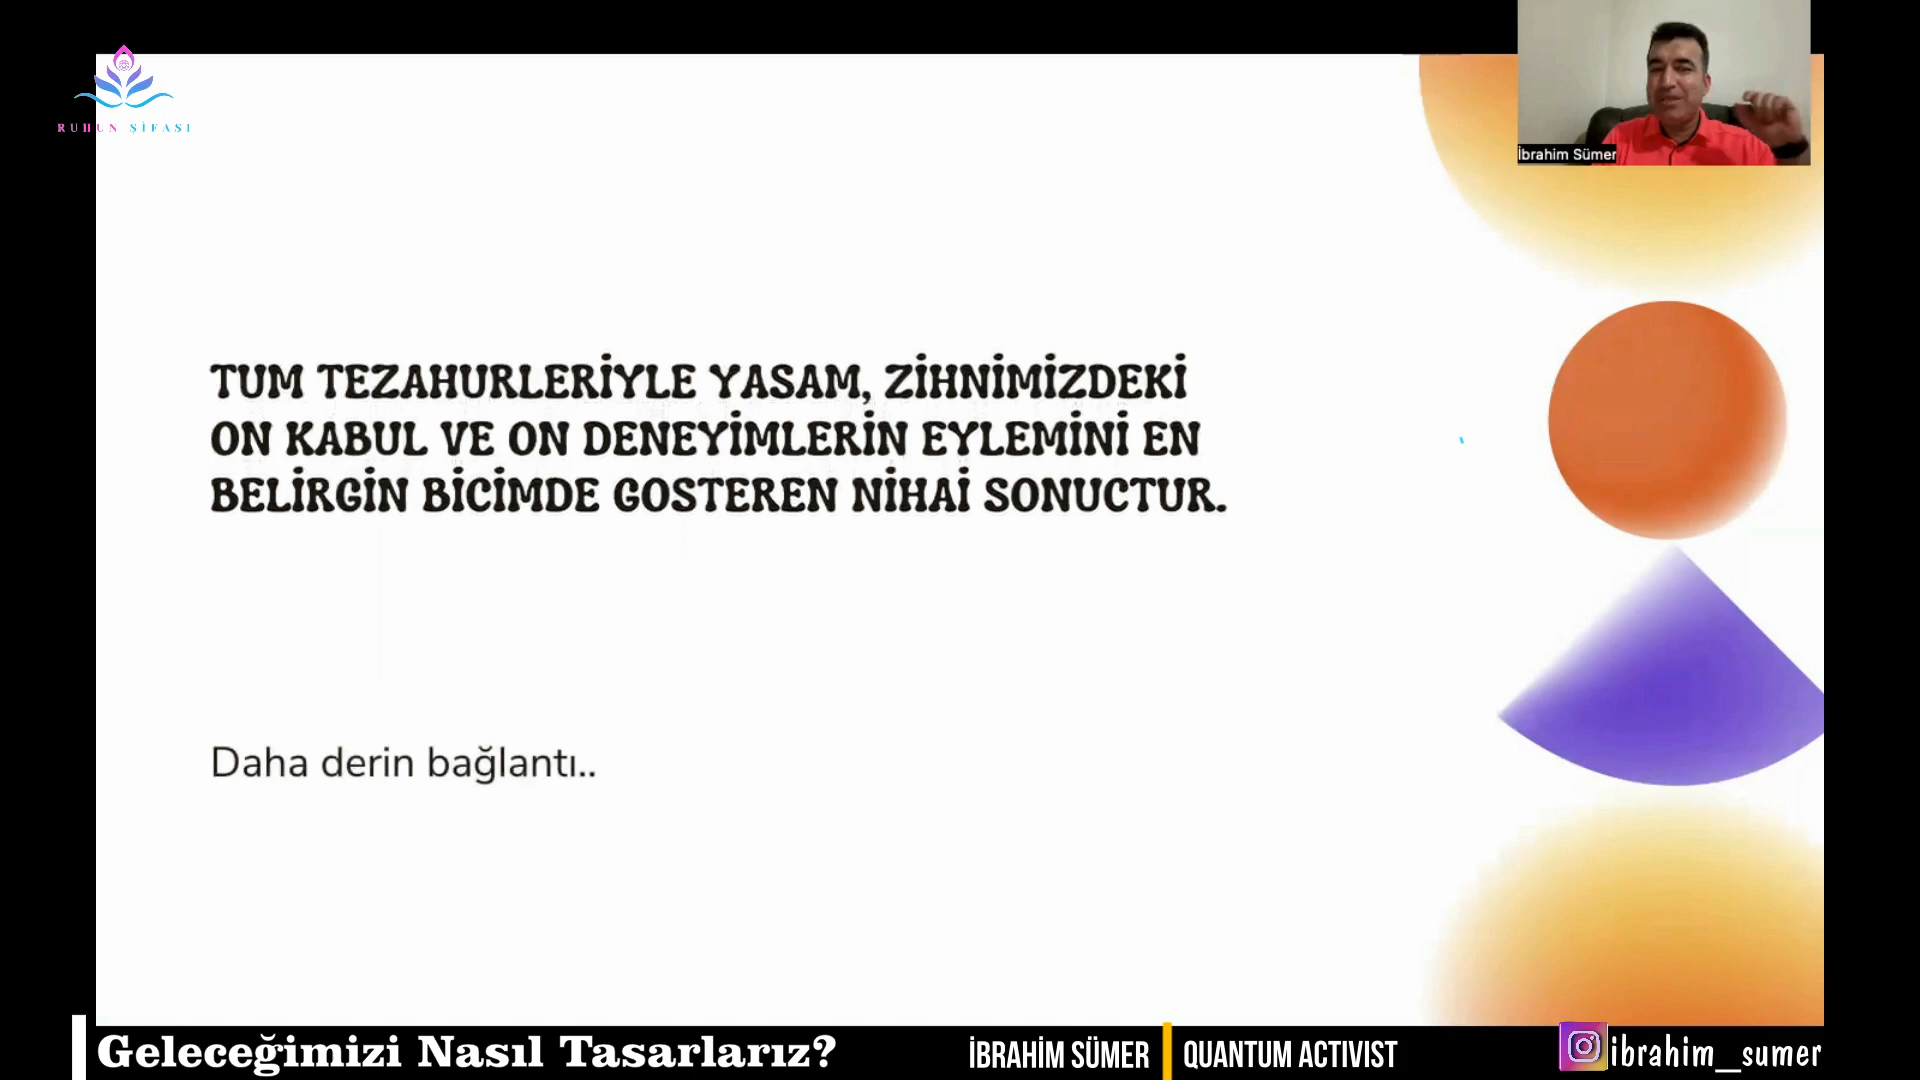 RUHUN ŞİFASI
İbrahim Sümer
TUM TEZAHURLERİYLE YASAM, ZİHNİMİZDEKİ
ON KABUL VE ON DENEYİMLERİN EYLEMİNİ EN
BELİRGİN BİCİMDE GOSTEREN NİHAİ SONUCTUR.
Daha derin bağlantı..
Geleceğimizi Nasıl Tasarlarız?
İBRAHİM SÜMER
QUANTUM ACTIVIST
ibrahim_sumer